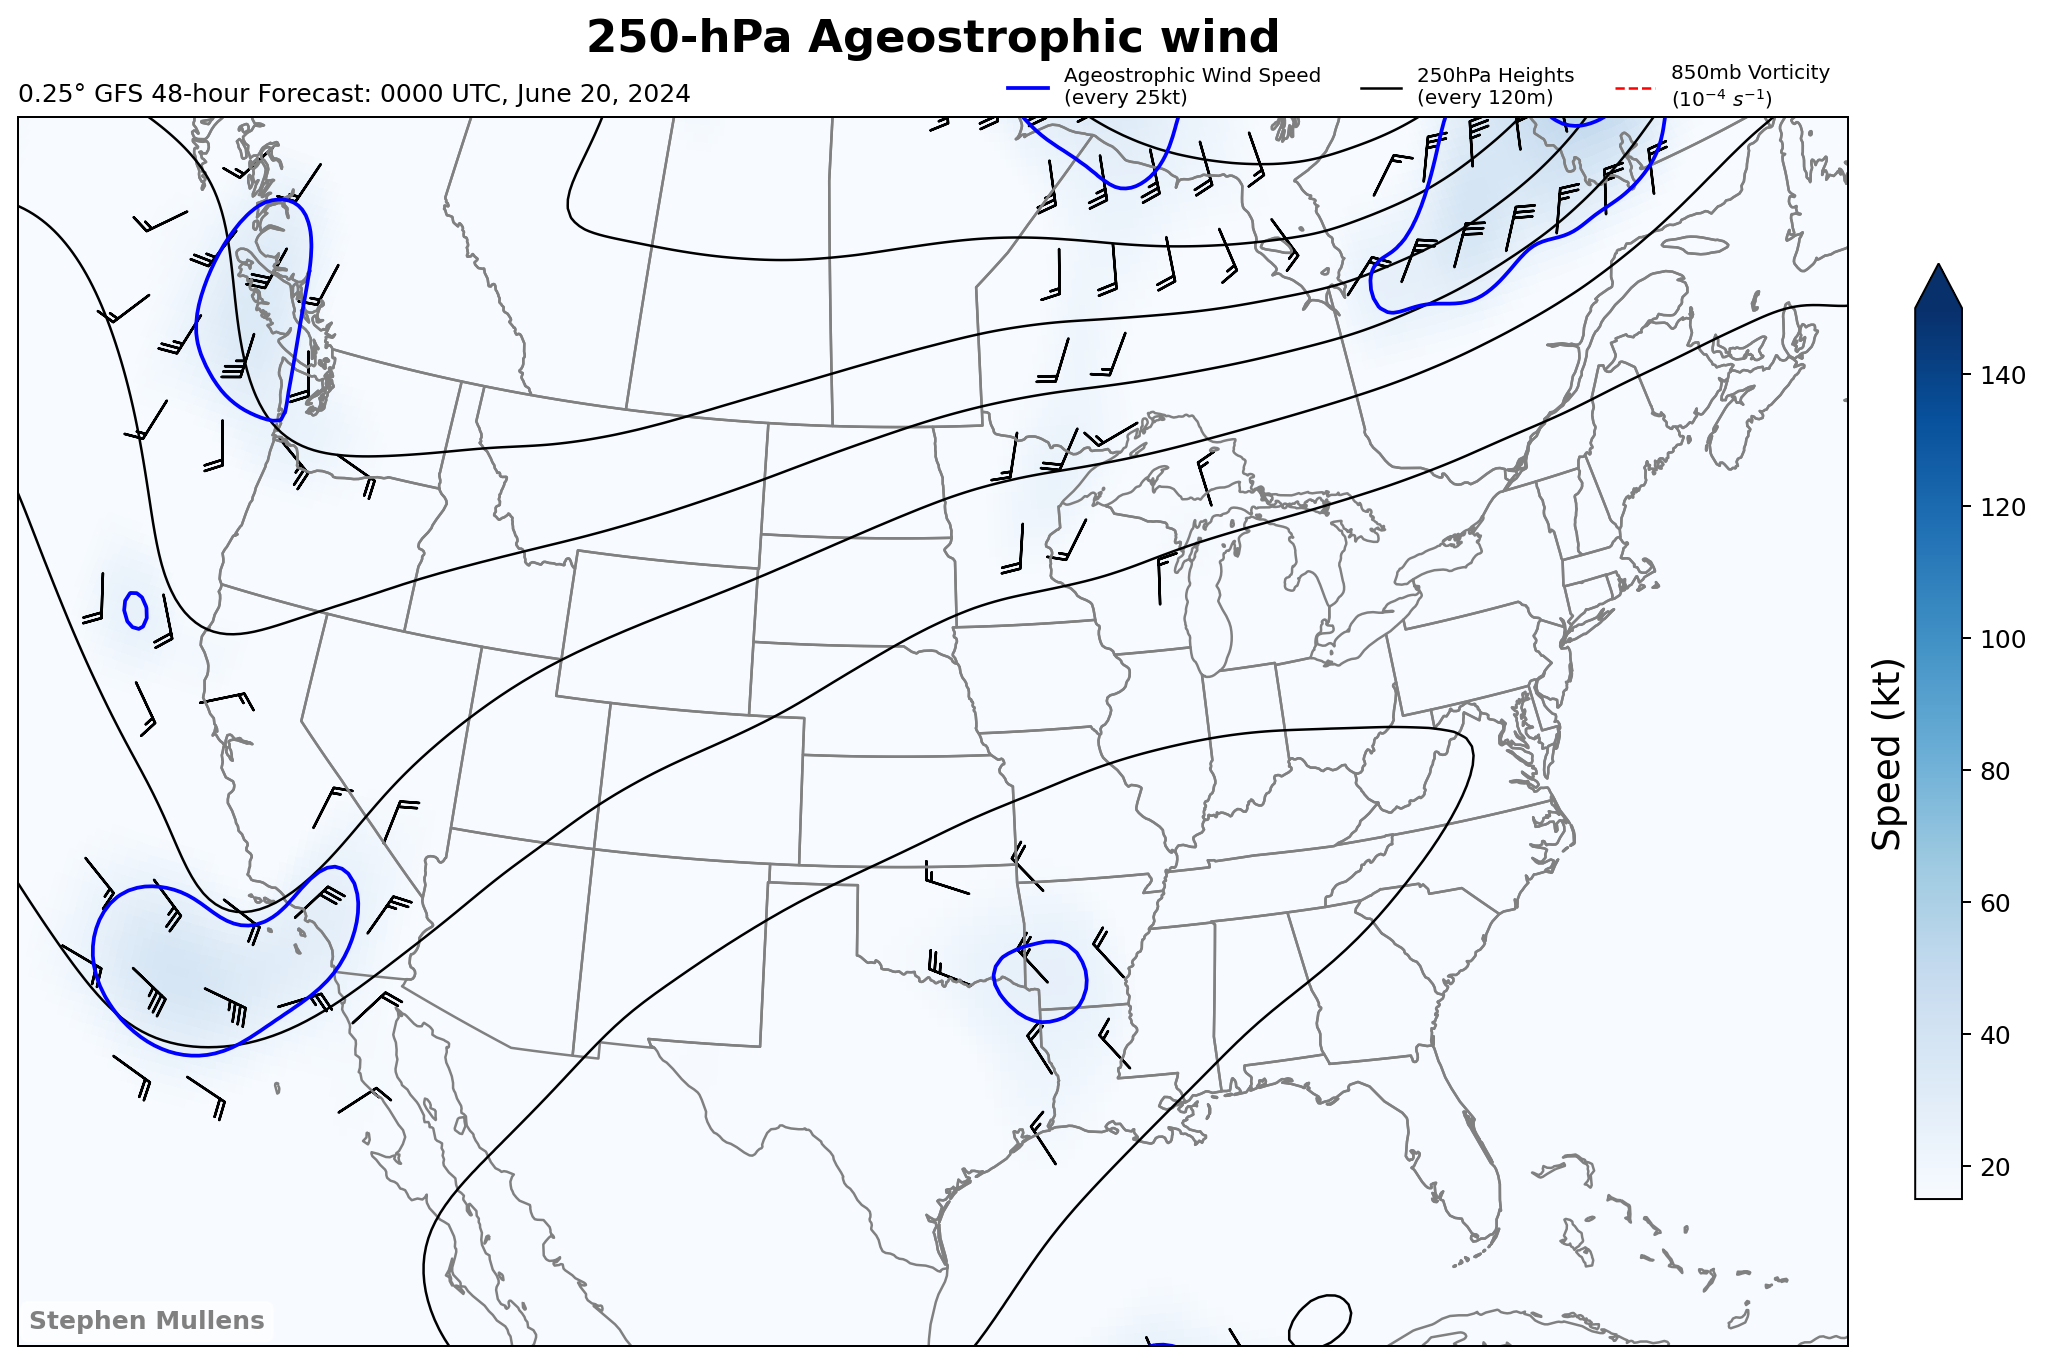 250-hPa Ageostrophic wind
0.25° GFS 48-hour Forecast: 0000 UTC, June 20, 2024
Ageostrophic Wind Speed
(every 25kt)
250hPa Heights
(every 120m)
850mb Vorticity
(10⁻⁴ s⁻¹)
140
120
100
80
60
40
20
Speed (kt)
Stephen Mullens